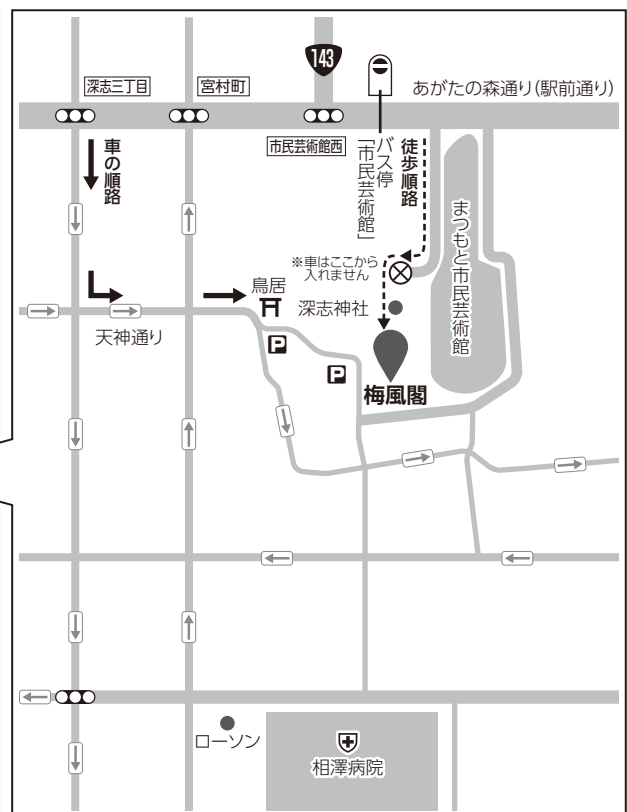 143
深志三丁目
宮村町
あがたの森通り(駅前通り)
市民芸術館西
バス停
「市民芸術館」
徒歩順路
車の順路
まつもと市民芸術館
※車はここから
入れません
鳥居
深志神社
天神通り
P
P
梅風閣
ローソン
相澤病院